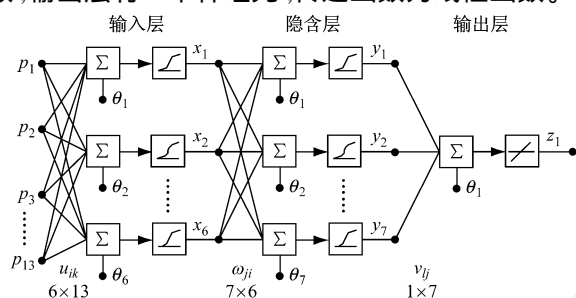 输入层 隐含层 输出层
p1 Σ x1 Σ y1
θ1 θ1
p2 Σ x2 Σ y2 Σ z1
θ2 θ2 θ1
p3
p13 Σ x6 Σ y7
θ6 θ7
uik ωji vlj
6×13 7×6 1×7